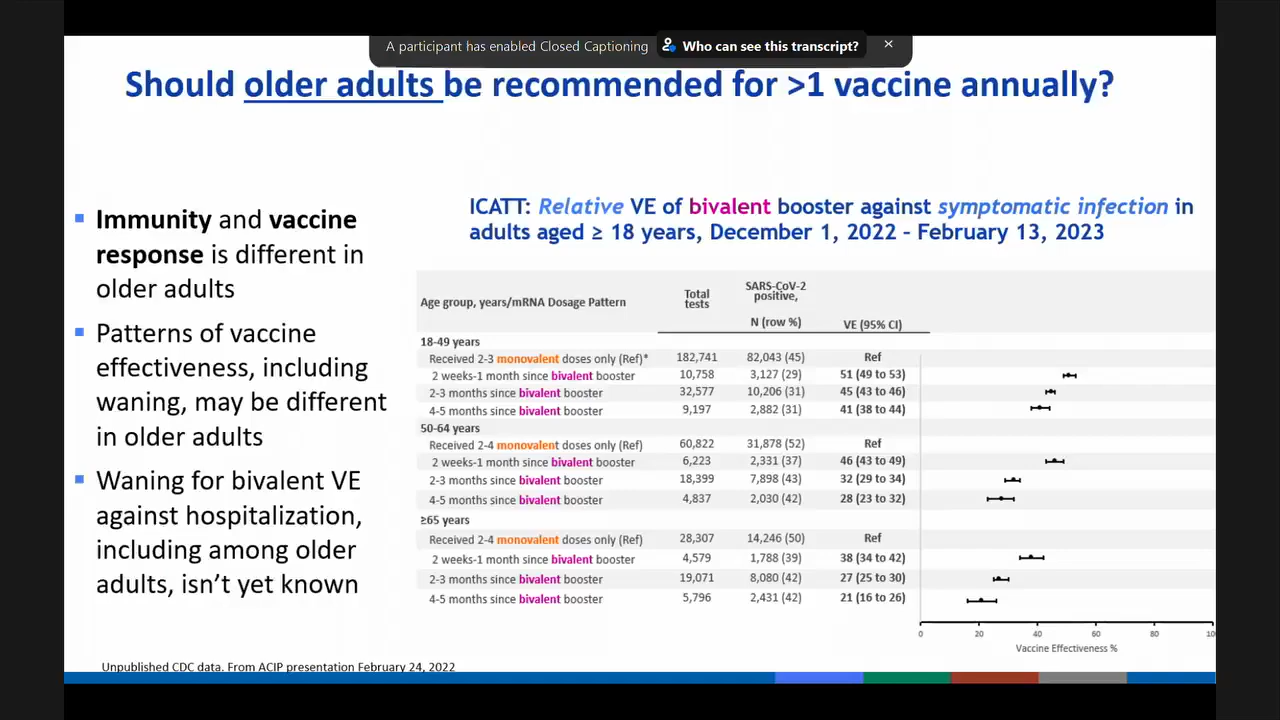 A participant has enabled Closed Captioning Who can see this transcript? ×
Should older adults be recommended for >1 vaccine annually?
▪ Immunity and vaccine
response is different in
older adults
▪ Patterns of vaccine
effectiveness, including
waning, may be different
in older adults
▪ Waning for bivalent VE
against hospitalization,
including among older
adults, isn't yet known
ICATT: Relative VE of bivalent booster against symptomatic infection in
adults aged ≥ 18 years, December 1, 2022 – February 13, 2023
Age group, years/mRNA Dosage Pattern
Total
tests
SARS-CoV-2
positive,
N (row %)
VE (95% CI)
18-49 years
Received 2-3 monovalent doses only (Ref)* 182,741 82,043 (45) Ref
2 weeks-1 month since bivalent booster 10,758 3,127 (29) 51 (49 to 53)
2-3 months since bivalent booster 32,577 10,206 (31) 45 (43 to 46)
4-5 months since bivalent booster 9,197 2,882 (31) 41 (38 to 44)
50-64 years
Received 2-4 monovalent doses only (Ref) 60,822 31,878 (52) Ref
2 weeks-1 month since bivalent booster 6,223 2,331 (37) 46 (43 to 49)
2-3 months since bivalent booster 18,399 7,898 (43) 32 (29 to 34)
4-5 months since bivalent booster 4,837 2,030 (42) 28 (23 to 32)
≥65 years
Received 2-4 monovalent doses only (Ref) 28,307 14,246 (50) Ref
2 weeks-1 month since bivalent booster 4,579 1,788 (39) 38 (34 to 42)
2-3 months since bivalent booster 19,071 8,080 (42) 27 (25 to 30)
4-5 months since bivalent booster 5,796 2,431 (42) 21 (16 to 26)
0 20 40 60 80 10
Vaccine Effectiveness %
Unpublished CDC data. From ACIP presentation February 24, 2022